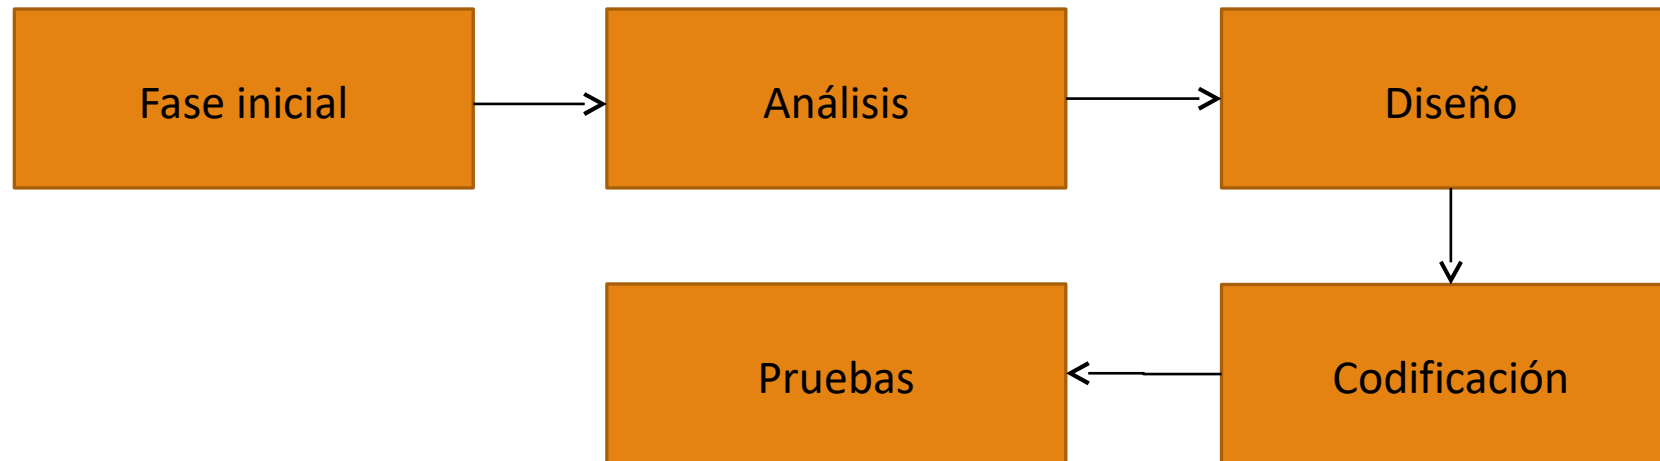 Fase inicial
Análisis
Diseño
Pruebas
Codificación